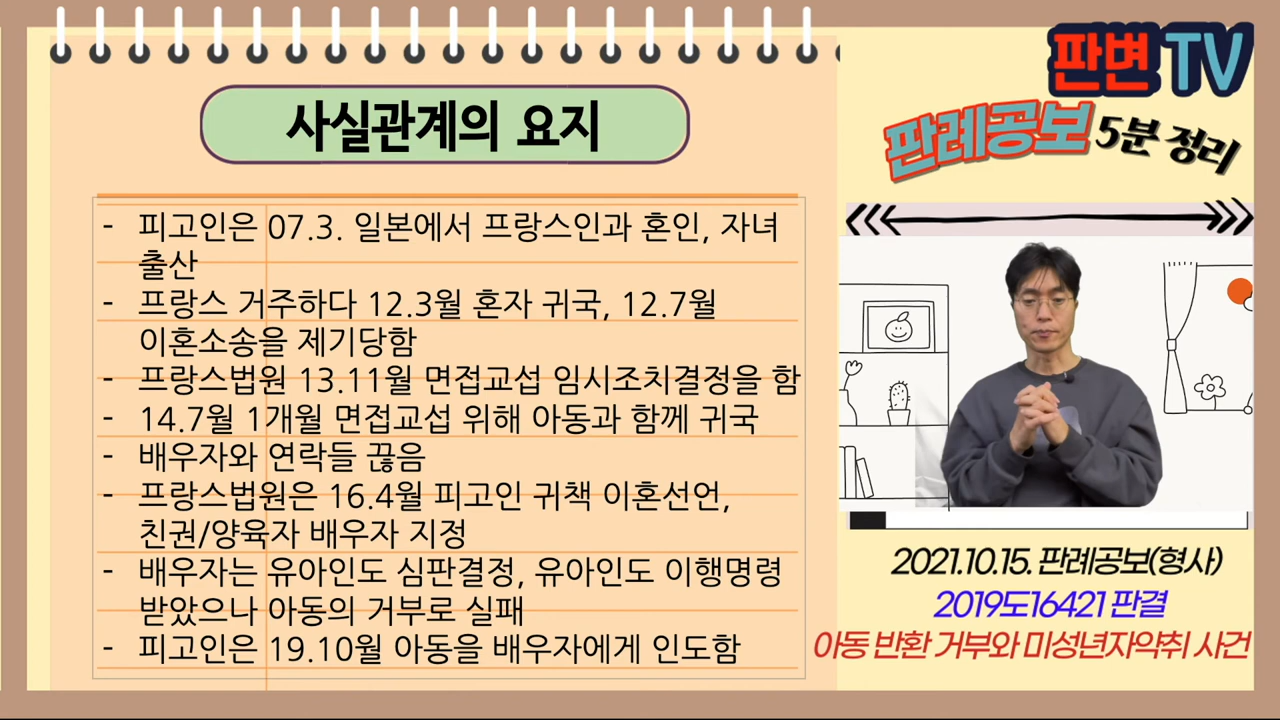 사실관계의 요지
- 피고인은 07.3. 일본에서 프랑스인과 혼인, 자녀
출산
- 프랑스 거주하다 12.3월 혼자 귀국, 12.7월
이혼소송을 제기당함
- 프랑스법원 13.11월 면접교섭 임시조치결정을 함
- 14.7월 1개월 면접교섭 위해 아동과 함께 귀국
- 배우자와 연락들 끊음
- 프랑스법원은 16.4월 피고인 귀책 이혼선언,
친권/양육자 배우자 지정
- 배우자는 유아인도 심판결정, 유아인도 이행명령
받았으나 아동의 거부로 실패
- 피고인은 19.10월 아동을 배우자에게 인도함
판변 TV
판례공보 5분 정리
2021.10.15. 판례공보(형사)
2019도16421 판결
아동 반환 거부와 미성년자약취 사건